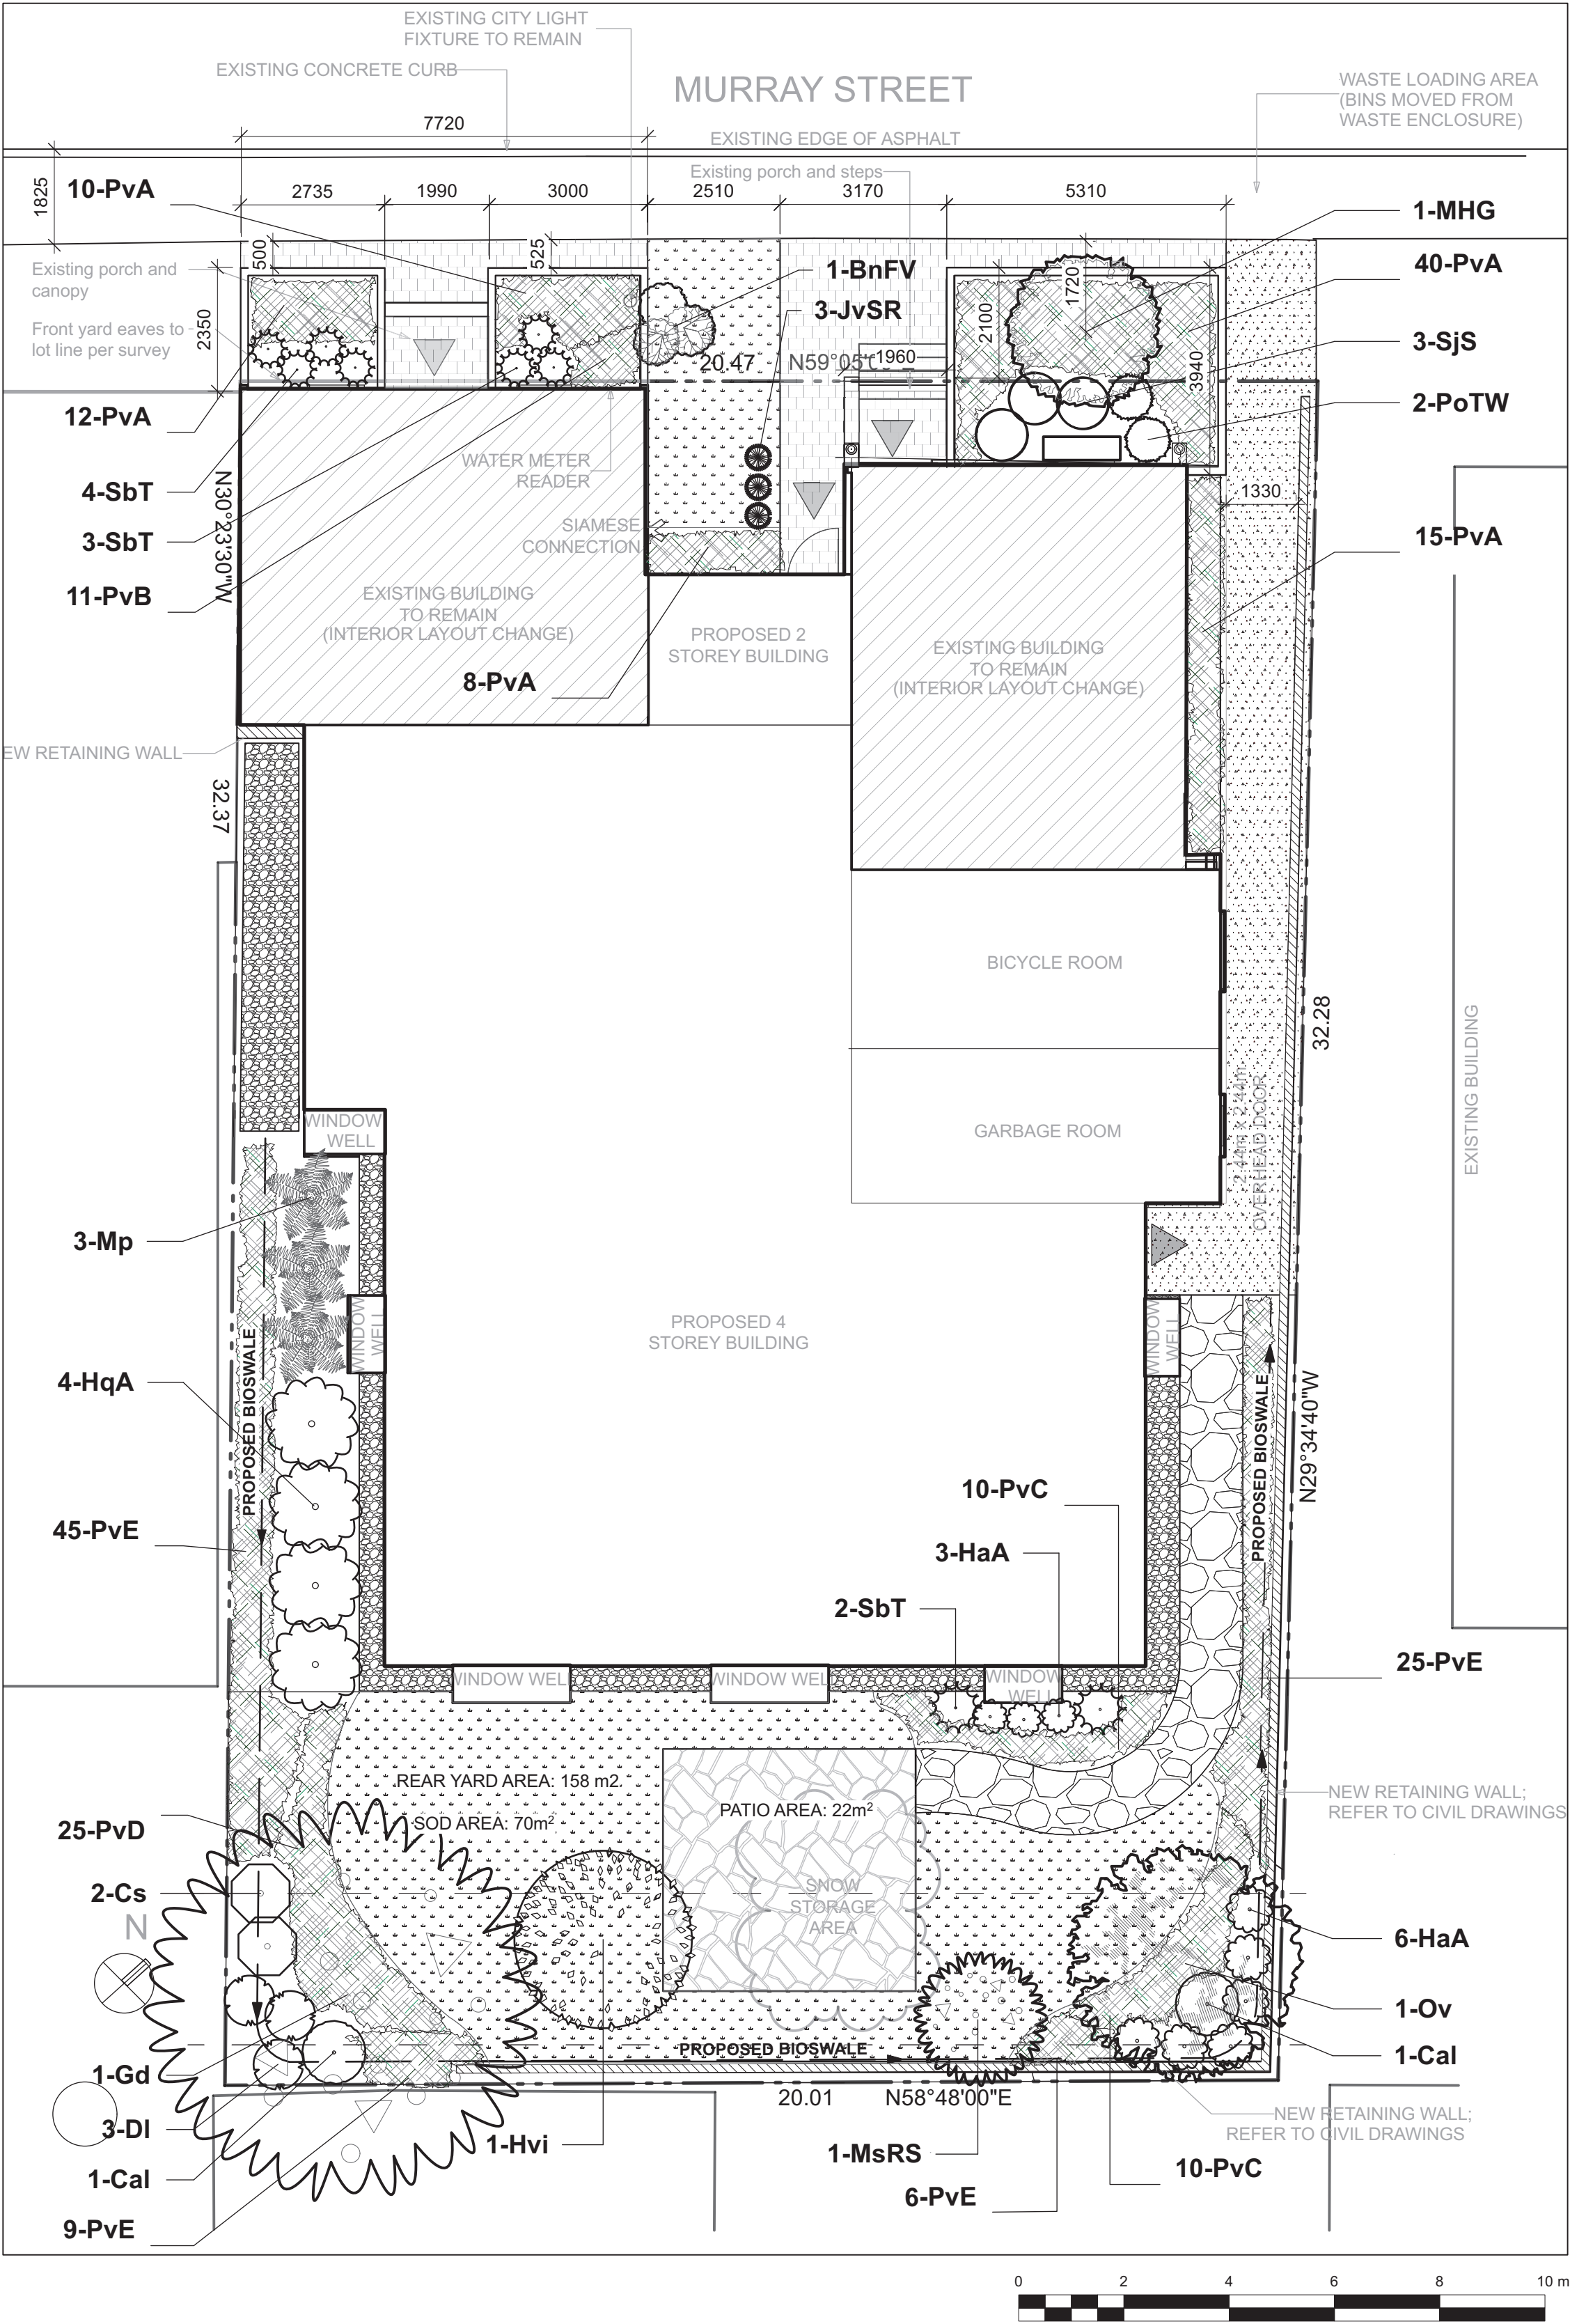 EXISTING CITY LIGHT
FIXTURE TO REMAIN
EXISTING CONCRETE CURB
MURRAY STREET
WASTE LOADING AREA
(BINS MOVED FROM
WASTE ENCLOSURE)
7720
EXISTING EDGE OF ASPHALT
Existing porch and steps
1825
10-PvA
2735
1990
3000
2510
3170
5310
1-MHG
500
525
1720
Existing porch and
canopy
1-BnFV
40-PvA
3-JvSR
2350
2100
Front yard eaves to
lot line per survey
3-SjS
20.47
N59°05'
1960
3940
12-PvA
2-PoTW
WATER METER
READER
4-SbT
1330
N30°23'30"W
SIAMESE
CONNECTION
3-SbT
15-PvA
11-PvB
EXISTING BUILDING
TO REMAIN
(INTERIOR LAYOUT CHANGE)
PROPOSED 2
STOREY BUILDING
EXISTING BUILDING
TO REMAIN
(INTERIOR LAYOUT CHANGE)
8-PvA
EW RETAINING WALL
32.37
BICYCLE ROOM
32.28
EXISTING BUILDING
WINDOW
WELL
GARBAGE ROOM
2.44m x 2.44m
OVERHEAD DOOR
3-Mp
WINDOW
WELL
PROPOSED 4
STOREY BUILDING
WINDOW
WELL
4-HqA
PROPOSED BIOSWALE
PROPOSED BIOSWALE
N29°34'40"W
10-PvC
45-PvE
3-HaA
2-SbT
25-PvE
WINDOW WELL
WINDOW WELL
WINDOW
WELL
REAR YARD AREA: 158 m2.
PATIO AREA: 22m²
NEW RETAINING WALL;
REFER TO CIVIL DRAWINGS
SOD AREA: 70m²
25-PvD
2-Cs
SNOW
STORAGE
AREA
N
6-HaA
1-Ov
PROPOSED BIOSWALE
1-Cal
1-Gd
20.01
N58°48'00"E
NEW RETAINING WALL;
REFER TO CIVIL DRAWINGS
3-Dl
1-Hvi
1-MsRS
10-PvC
1-Cal
6-PvE
9-PvE
0
2
4
6
8
10 m